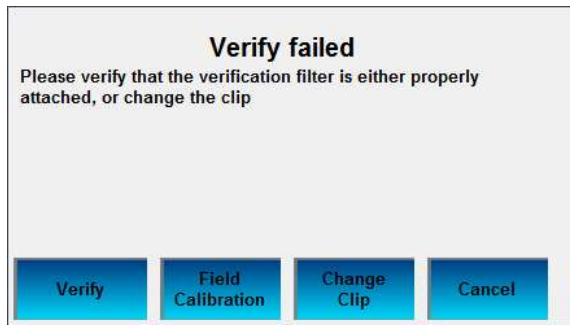 Verify failed
Please verify that the verification filter is either properly
attached, or change the clip
Verify
Field
Calibration
Change
Clip
Cancel